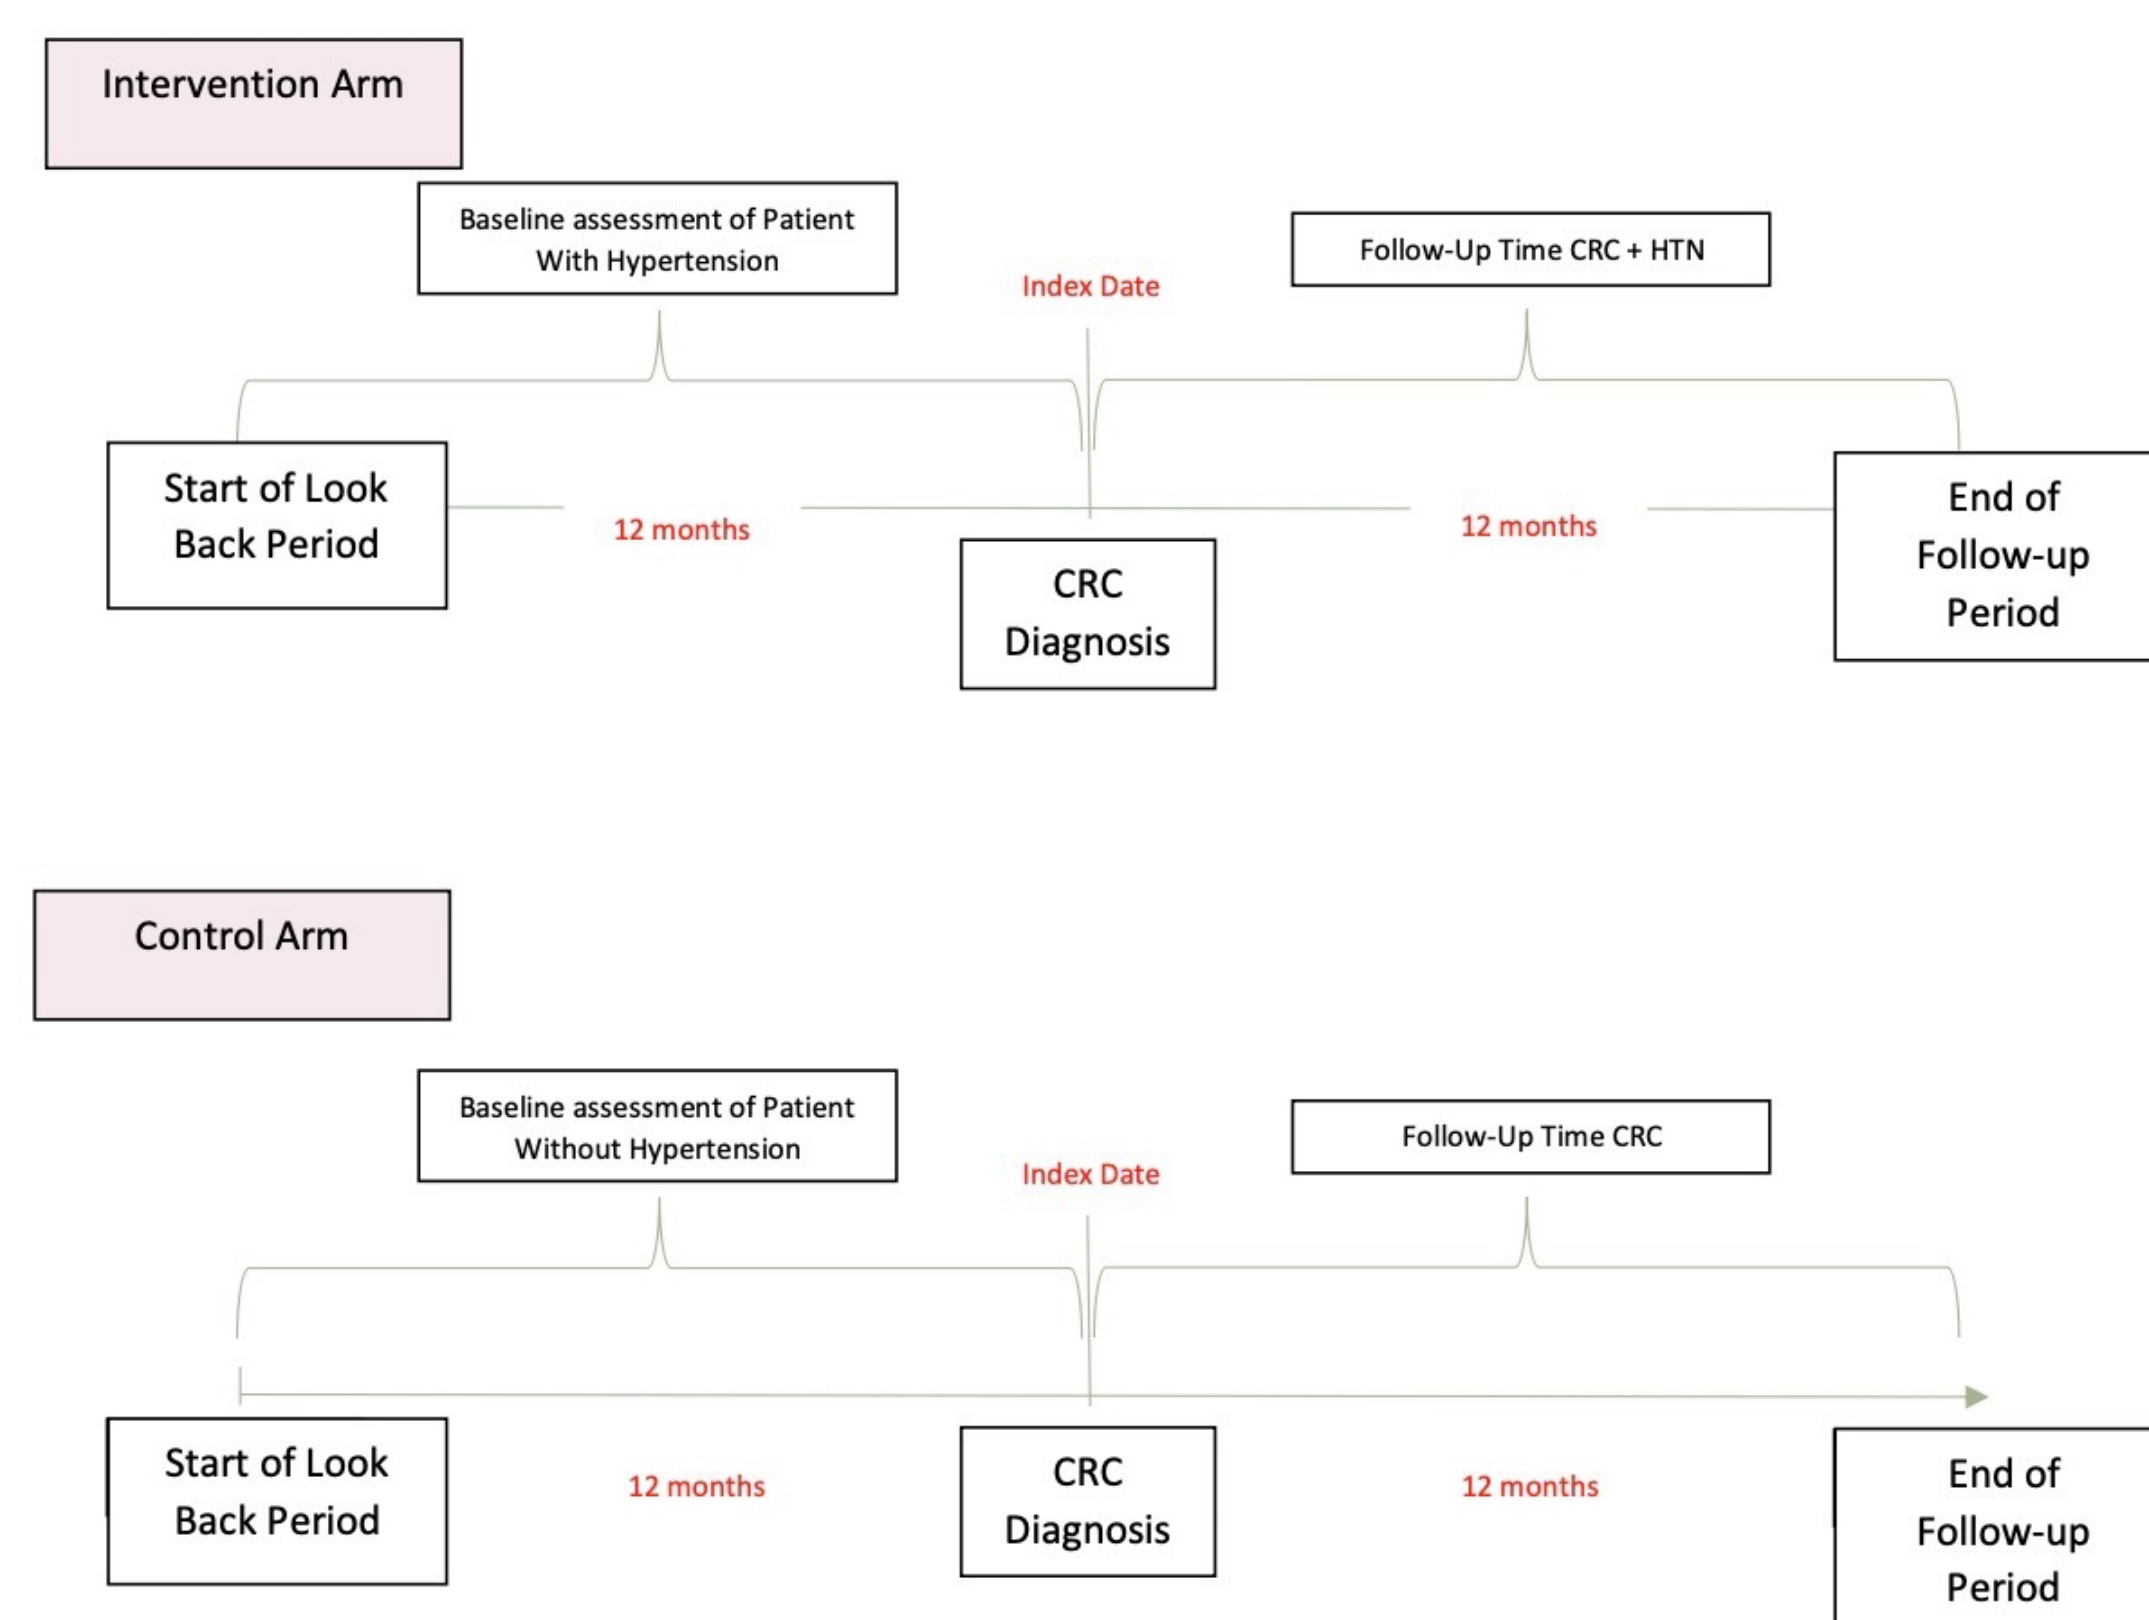 Intervention Arm
Baseline assessment of Patient
With Hypertension
Follow-Up Time CRC + HTN
Index Date
Start of Look
Back Period
12 months
12 months
End of
Follow-up
Period
CRC
Diagnosis
Control Arm
Baseline assessment of Patient
Without Hypertension
Follow-Up Time CRC
Index Date
Start of Look
Back Period
12 months
CRC
Diagnosis
12 months
End of
Follow-up
Period